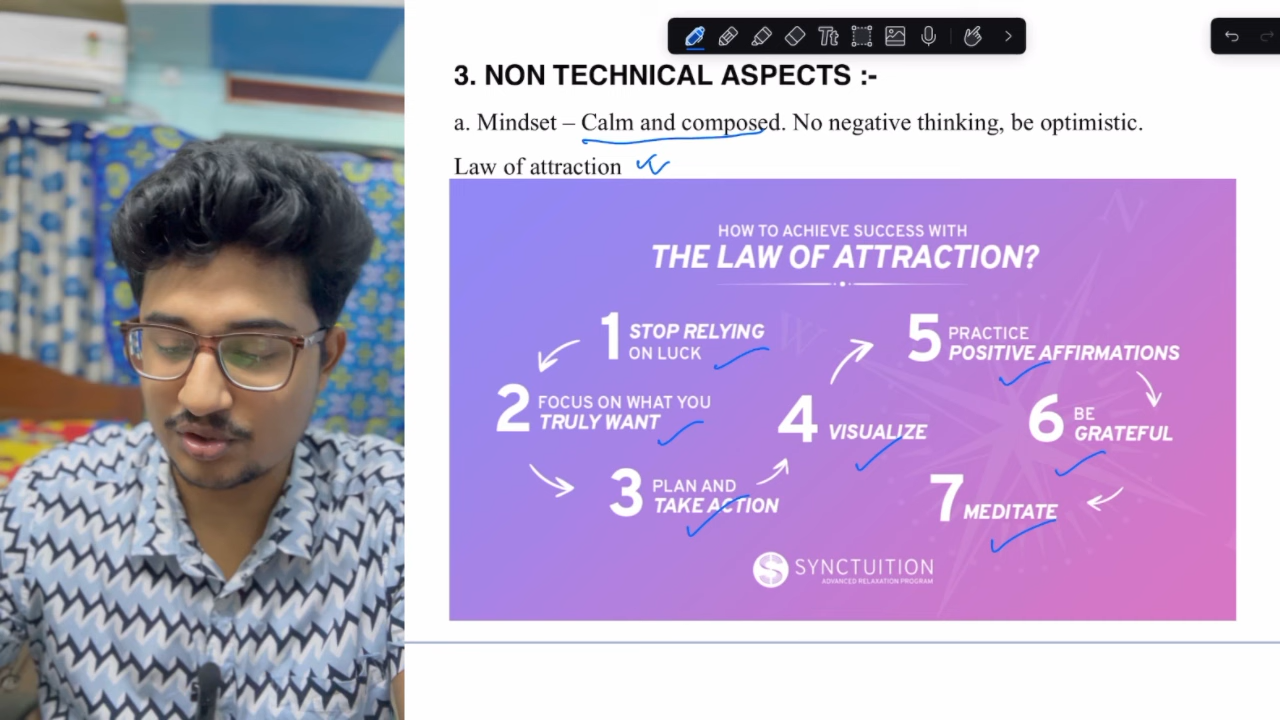 Tt
3. NON TECHNICAL ASPECTS :-
a. Mindset – Calm and composed. No negative thinking, be optimistic.
Law of attraction
HOW TO ACHIEVE SUCCESS WITH
THE LAW OF ATTRACTION?
N
W
1 STOP RELYING
ON LUCK
2 FOCUS ON WHAT YOU
TRULY WANT
3 PLAN AND
TAKE ACTION
4 VISUALIZE
5 PRACTICE
POSITIVE AFFIRMATIONS
6 BE
GRATEFUL
7 MEDITATE
S SYNCTUITION
ADVANCED RELAXATION PROGRAM